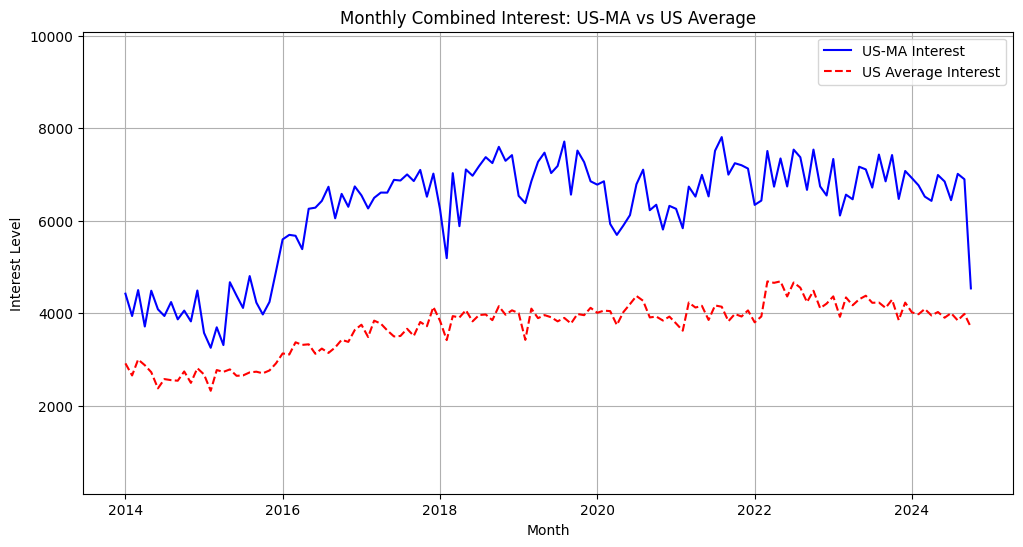 Monthly Combined Interest: US-MA vs US Average
10000
8000
6000
4000
2000
Interest Level
US-MA Interest
US Average Interest
2014
2016
2018
2020
2022
2024
Month